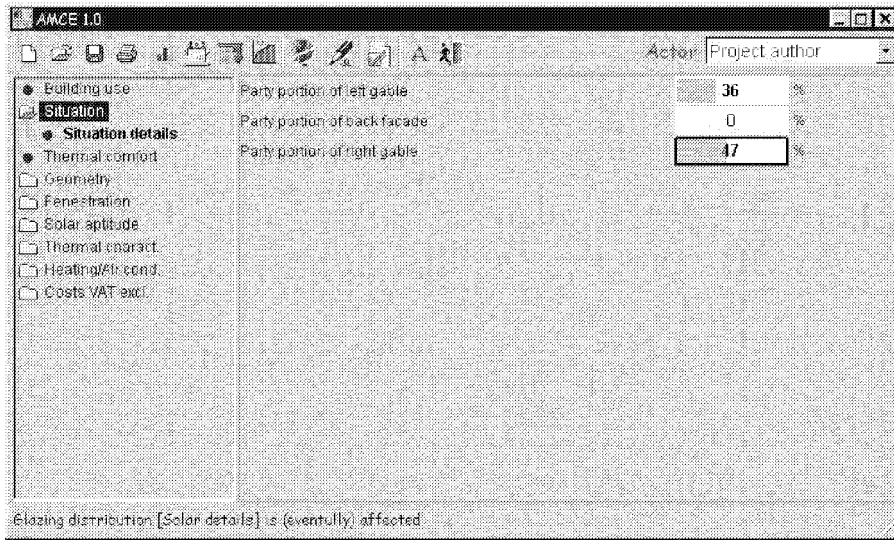 AMCE 1.0
Actor Project author
Building use
Situation
Situation details
Thermal comfort
Geometry
Fenestration
Solar aptitude
Thermal charact.
Heating/Air cond.
Costs VAT excl.
Party portion of left gable 36 %
Party portion of back facade 0 %
Party portion of right gable 47 %
Glazing distribution [Solar details] is (eventully) affected